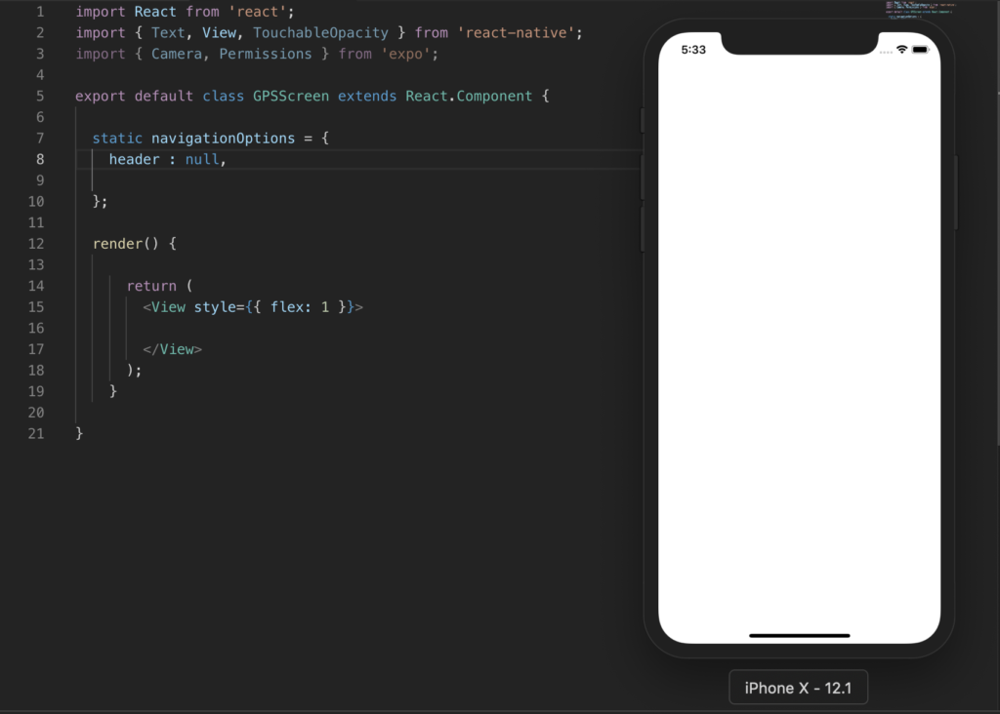 1 import React from 'react';
2 import { Text, View, TouchableOpacity } from 'react-native';
3 import { Camera, Permissions } from 'expo';
4
5 export default class GPSScreen extends React.Component {
6
7 static navigationOptions = {
8 header : null,
9
10 };
11
12 render() {
13
14 return (
15 <View style={{ flex: 1 }}>
16
17 </View>
18 );
19 }
20
21 }
5:33
iPhone X - 12.1